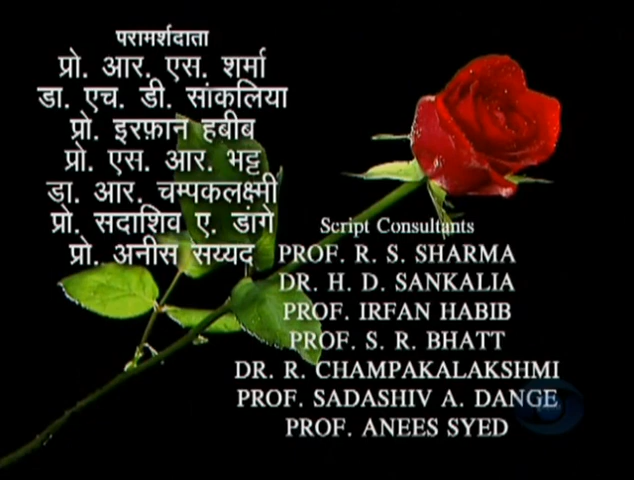 परामर्शदाता
प्रो. आर. एस. शर्मा
डा. एच. डी. सांकलिया
प्रो. इरफ़ान हबीब
प्रो. एस. आर. भट्ट
डा. आर. चम्पकलक्ष्मी
प्रो. सदाशिव ए. डांगे
प्रो. अनीस सय्यद
Script Consultants
PROF. R. S. SHARMA
DR. H. D. SANKALIA
PROF. IRFAN HABIB
PROF. S. R. BHATT
DR. R. CHAMPAKALAKSHMI
PROF. SADASHIV A. DANGE
PROF. ANEES SYED